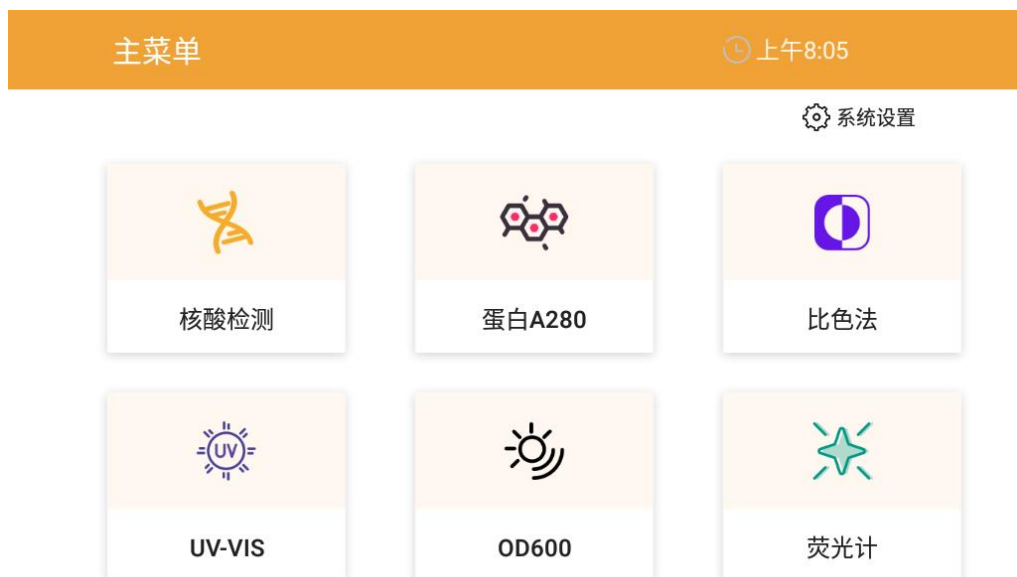 主菜单
上午8:05
系统设置
核酸检测
蛋白A280
比色法
UV
UV-VIS
OD600
荧光计